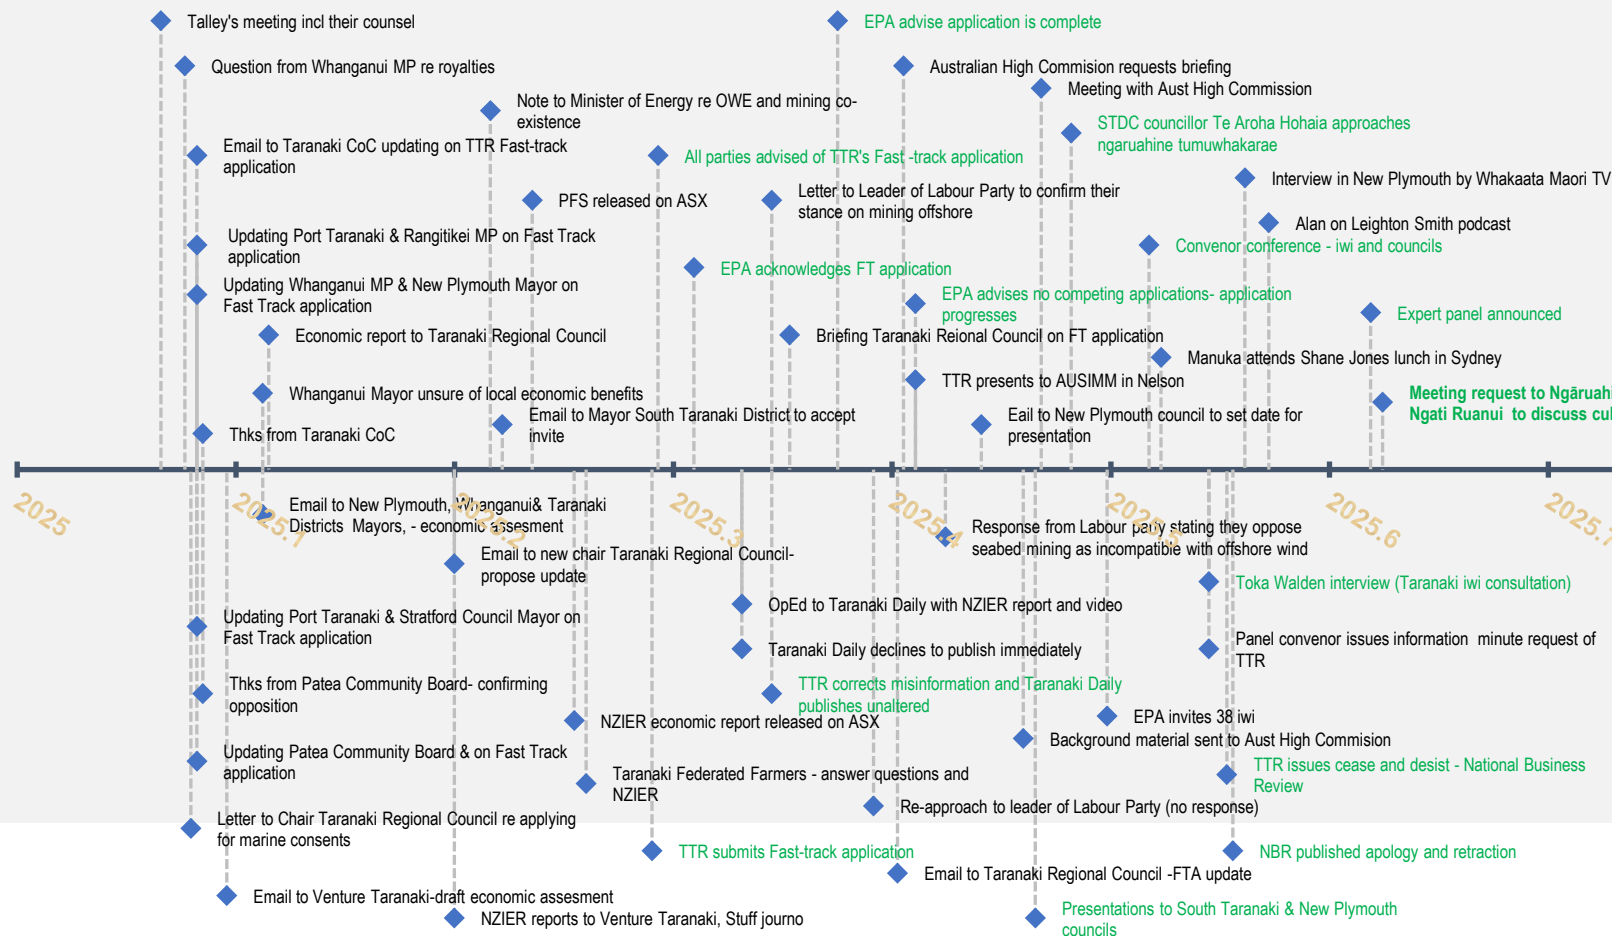 Talley's meeting incl their counsel
EPA advise application is complete
Question from Whanganui MP re royalties
Australian High Commision requests briefing
Meeting with Aust High Commission
Note to Minister of Energy re OWE and mining co-
existence
STDC councillor Te Aroha Hohaia approaches
ngaruahine tumuwhakarae
Email to Taranaki CoC updating on TTR Fast-track
application
All parties advised of TTR's Fast -track application
Interview in New Plymouth by Whakaata Maori TV
PFS released on ASX
Letter to Leader of Labour Party to confirm their
stance on mining offshore
Alan on Leighton Smith podcast
Updating Port Taranaki & Rangitikei MP on Fast Track
application
Convenor conference - iwi and councils
EPA acknowledges FT application
Updating Whanganui MP & New Plymouth Mayor on
Fast Track application
EPA advises no competing applications- application
progresses
Expert panel announced
Economic report to Taranaki Regional Council
Briefing Taranaki Reional Council on FT application
Manuka attends Shane Jones lunch in Sydney
TTR presents to AUSIMM in Nelson
Whanganui Mayor unsure of local economic benefits
Meeting request to Ngāruahi
Ngati Ruanui to discuss cul
Email to Mayor South Taranaki District to accept
invite
Eail to New Plymouth council to set date for
presentation
Thks from Taranaki CoC
2025
2025.1
2025.2
2025.3
2025.4
2025.5
2025.6
2025.7
Email to New Plymouth, Whanganui& Taranaki
Districts Mayors, - economic assesment
Response from Labour party stating they oppose
seabed mining as incompatible with offshore wind
Email to new chair Taranaki Regional Council-
propose update
Toka Walden interview (Taranaki iwi consultation)
OpEd to Taranaki Daily with NZIER report and video
Updating Port Taranaki & Stratford Council Mayor on
Fast Track application
Taranaki Daily declines to publish immediately
Panel convenor issues information minute request of
TTR
Thks from Patea Community Board- confirming
opposition
TTR corrects misinformation and Taranaki Daily
publishes unaltered
NZIER economic report released on ASX
EPA invites 38 iwi
Background material sent to Aust High Commision
Updating Patea Community Board & on Fast Track
application
Taranaki Federated Farmers - answer questions and
NZIER
TTR issues cease and desist - National Business
Review
Re-approach to leader of Labour Party (no response)
Letter to Chair Taranaki Regional Council re applying
for marine consents
TTR submits Fast-track application
NBR published apology and retraction
Email to Taranaki Regional Council -FTA update
Email to Venture Taranaki-draft economic assesment
NZIER reports to Venture Taranaki, Stuff journo
Presentations to South Taranaki & New Plymouth
councils